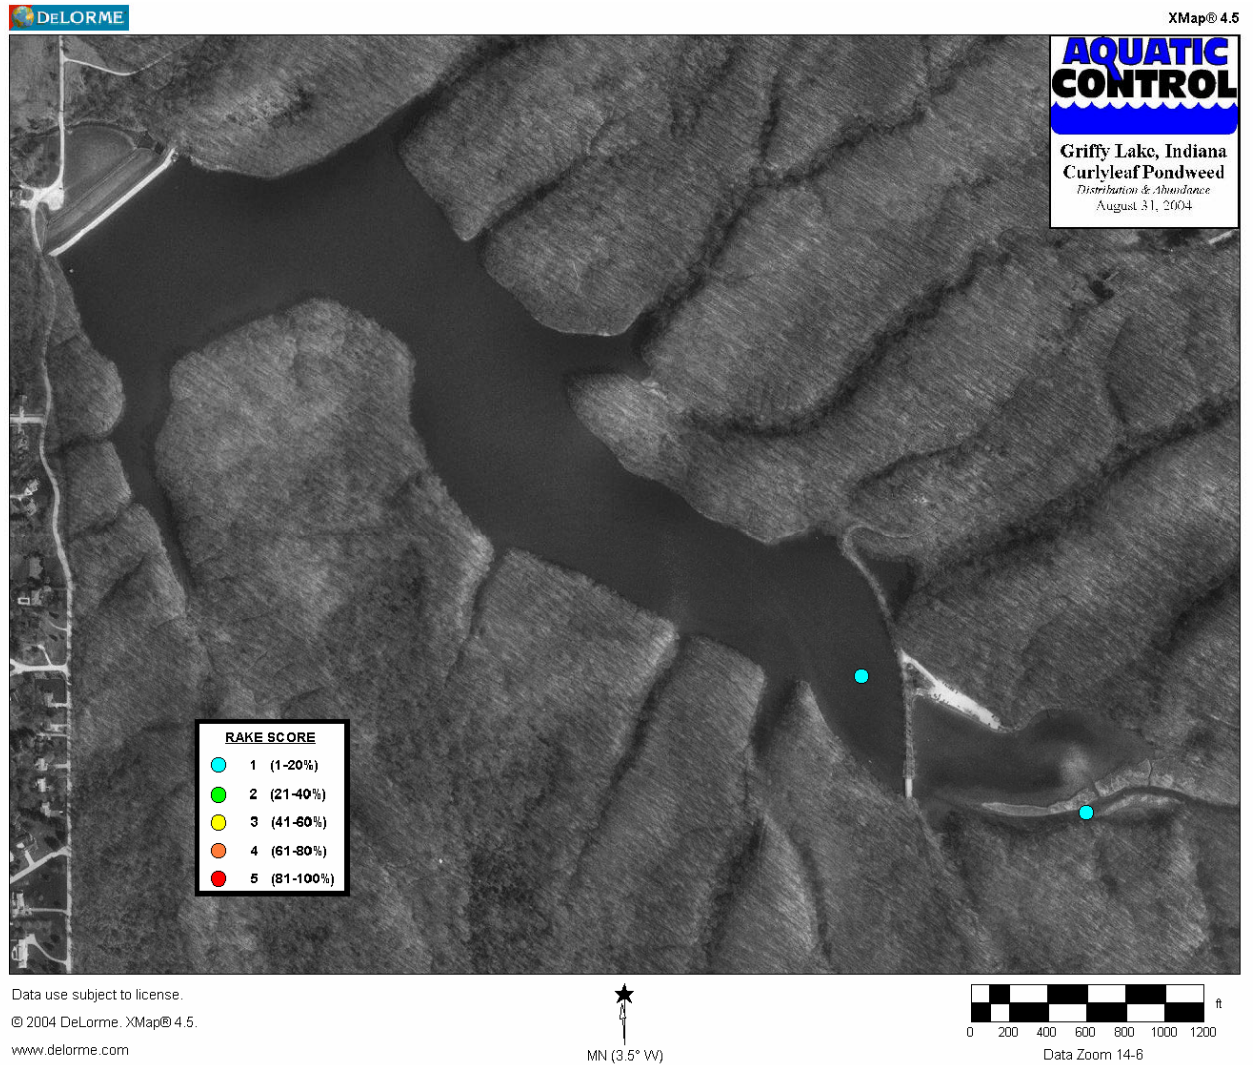 DELORME
XMap® 4.5
AQUATIC
CONTROL
Griffy Lake, Indiana
Curlyleaf Pondweed
Distribution & Abundance
August 31, 2004
RAKE SCORE
1 (1-20%)
2 (21-40%)
3 (41-60%)
4 (61-80%)
5 (81-100%)
Data use subject to license.
© 2004 DeLorme. XMap® 4.5.
www.delorme.com
MN (3.5° W)
ft
0 200 400 600 800 1000 1200
Data Zoom 14-6